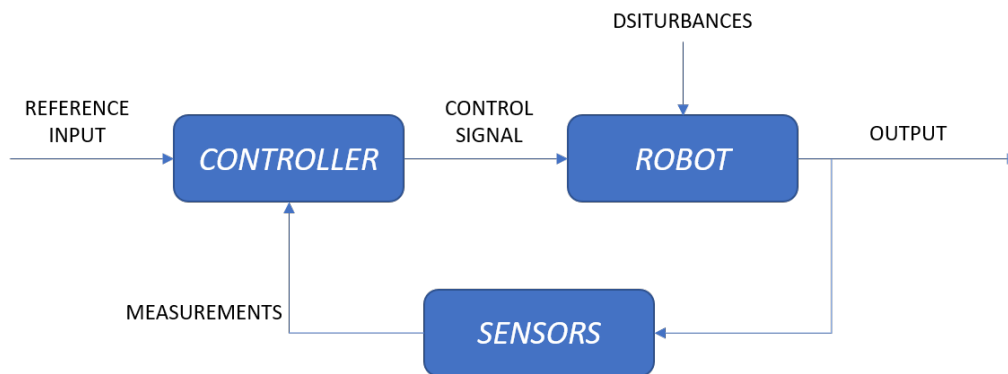 DSITURBANCES
REFERENCE
INPUT
CONTROLLER
CONTROL
SIGNAL
ROBOT
OUTPUT
MEASUREMENTS
SENSORS